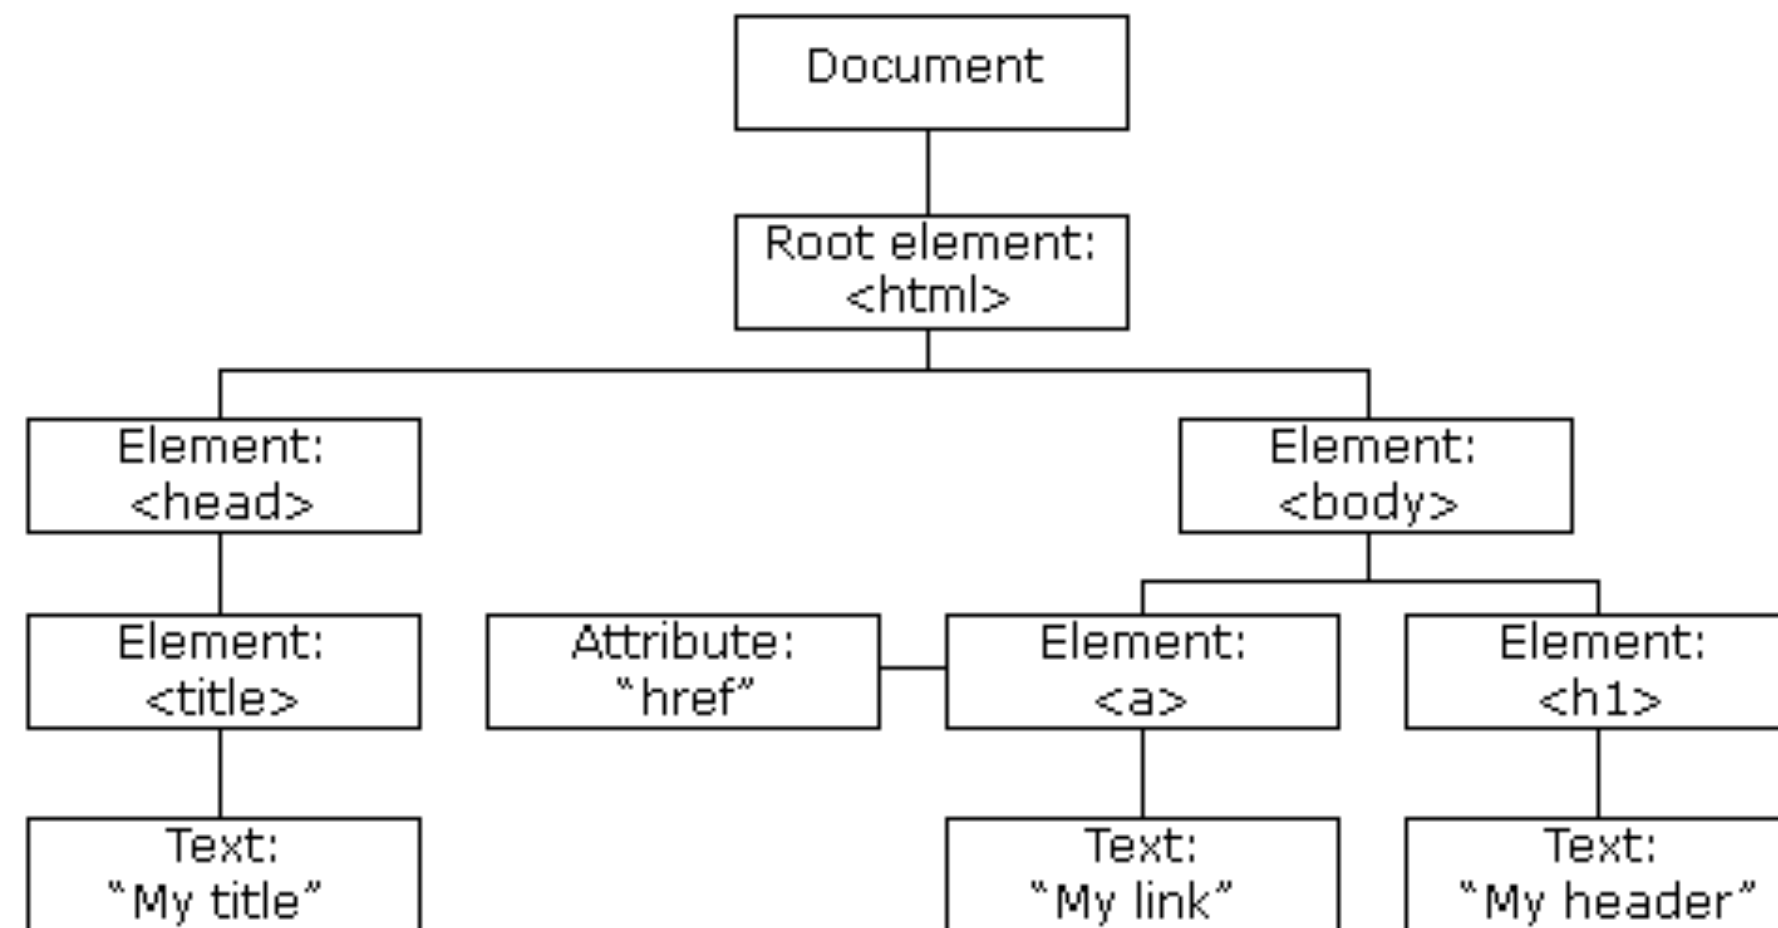 Document
Root element:
<html>
Element:
<head>
Element:
<body>
Element:
<title>
Attribute:
“href”
Element:
<a>
Element:
<h1>
Text:
“My title”
Text:
“My link”
Text:
“My header”